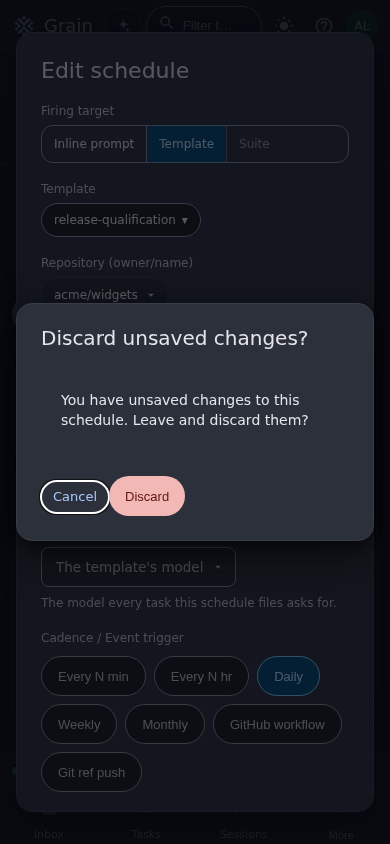 Grain
Filter t…
AL
Edit schedule
Firing target
Inline prompt
Template
Suite
Template
release-qualification ▾
Repository (owner/name)
acme/widgets
Discard unsaved changes?
You have unsaved changes to this
schedule. Leave and discard them?
Cancel
Discard
The template's model
The model every task this schedule files asks for.
Cadence / Event trigger
Every N min
Every N hr
Daily
Weekly
Monthly
GitHub workflow
Git ref push
Inbox
Tasks
Sessions
More